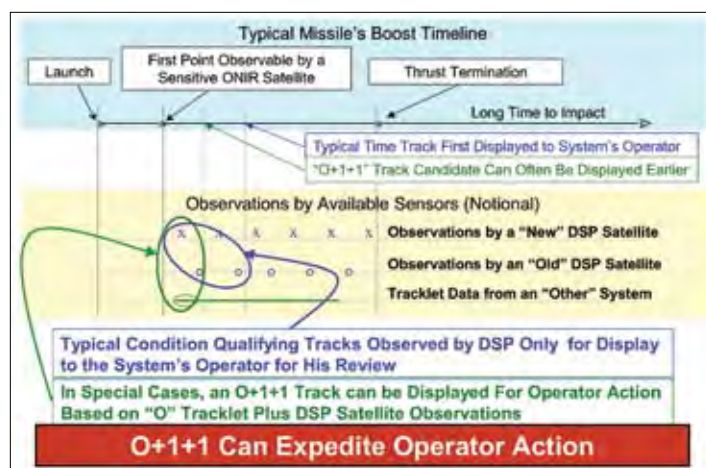 Typical Missile's Boost Timeline
Launch
First Point Observable by a
Sensitive ONIR Satellite
Thrust Termination
Long Time to Impact
Typical Time Track First Displayed to System's Operator
"O+1+1" Track Candidate Can Often Be Displayed Earlier
Observations by Available Sensors (Notional)
X X X X X X
Observations by a "New" DSP Satellite
o o o o o
Observations by an "Old" DSP Satellite
Tracklet Data from an "Other" System
Typical Condition Qualifying Tracks Observed by DSP Only for Display
to the System's Operator for His Review
In Special Cases, an O+1+1 Track can be Displayed For Operator Action
Based on "O" Tracklet Plus DSP Satellite Observations
O+1+1 Can Expedite Operator Action